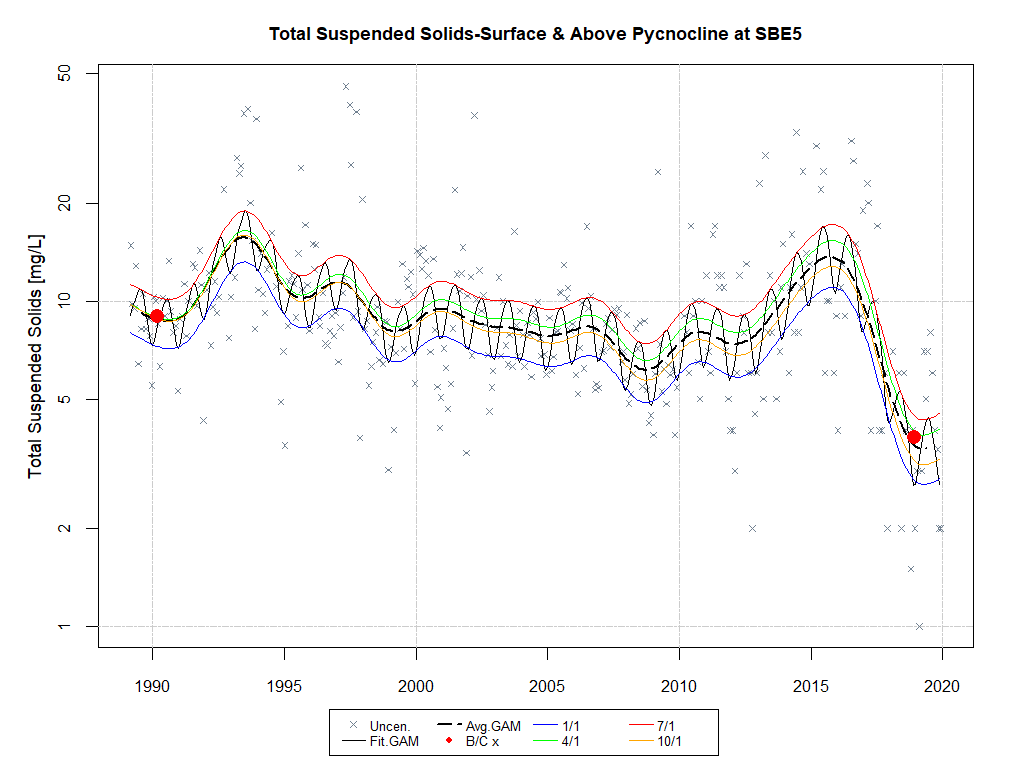 Total Suspended Solids-Surface & Above Pycnocline at SBE5
Total Suspended Solids [mg/L]
50
20
10
5
2
1
1990 1995 2000 2005 2010 2015 2020
Uncen. Avg.GAM 1/1 7/1
Fit.GAM B/C x 4/1 10/1